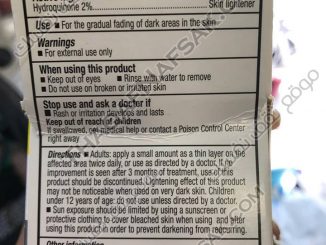 Hydroquinone 2%............Skin lightener
Use ■ For the gradual fading of dark areas in the skin
Warnings
■ For external use only
When using this product
■ Keep out of eyes ■ Rinse with water to remove
■ Do not use on broken or irritated skin
Stop use and ask a doctor if
■ Rash or irritation develops and lasts
Keep out of reach of children
If swallowed, get medical help or contact a Poison Control Center
right away
Directions ■ Adults: apply a small amount as a thin layer on the
affected area twice daily, or use as directed by a doctor. If no
improvement is seen after 3 months of treatment, use of this
product should be discontinued. Lightening effect of this product
may not be noticeable when used on very dark skin. Children
under 12 years of age: do not use unless directed by a doctor.
■ Sun exposure should be limited by using a sunscreen or
protective clothing to cover bleached skin when using and after
using this product in order to prevent darkening from reocurring.
Other information